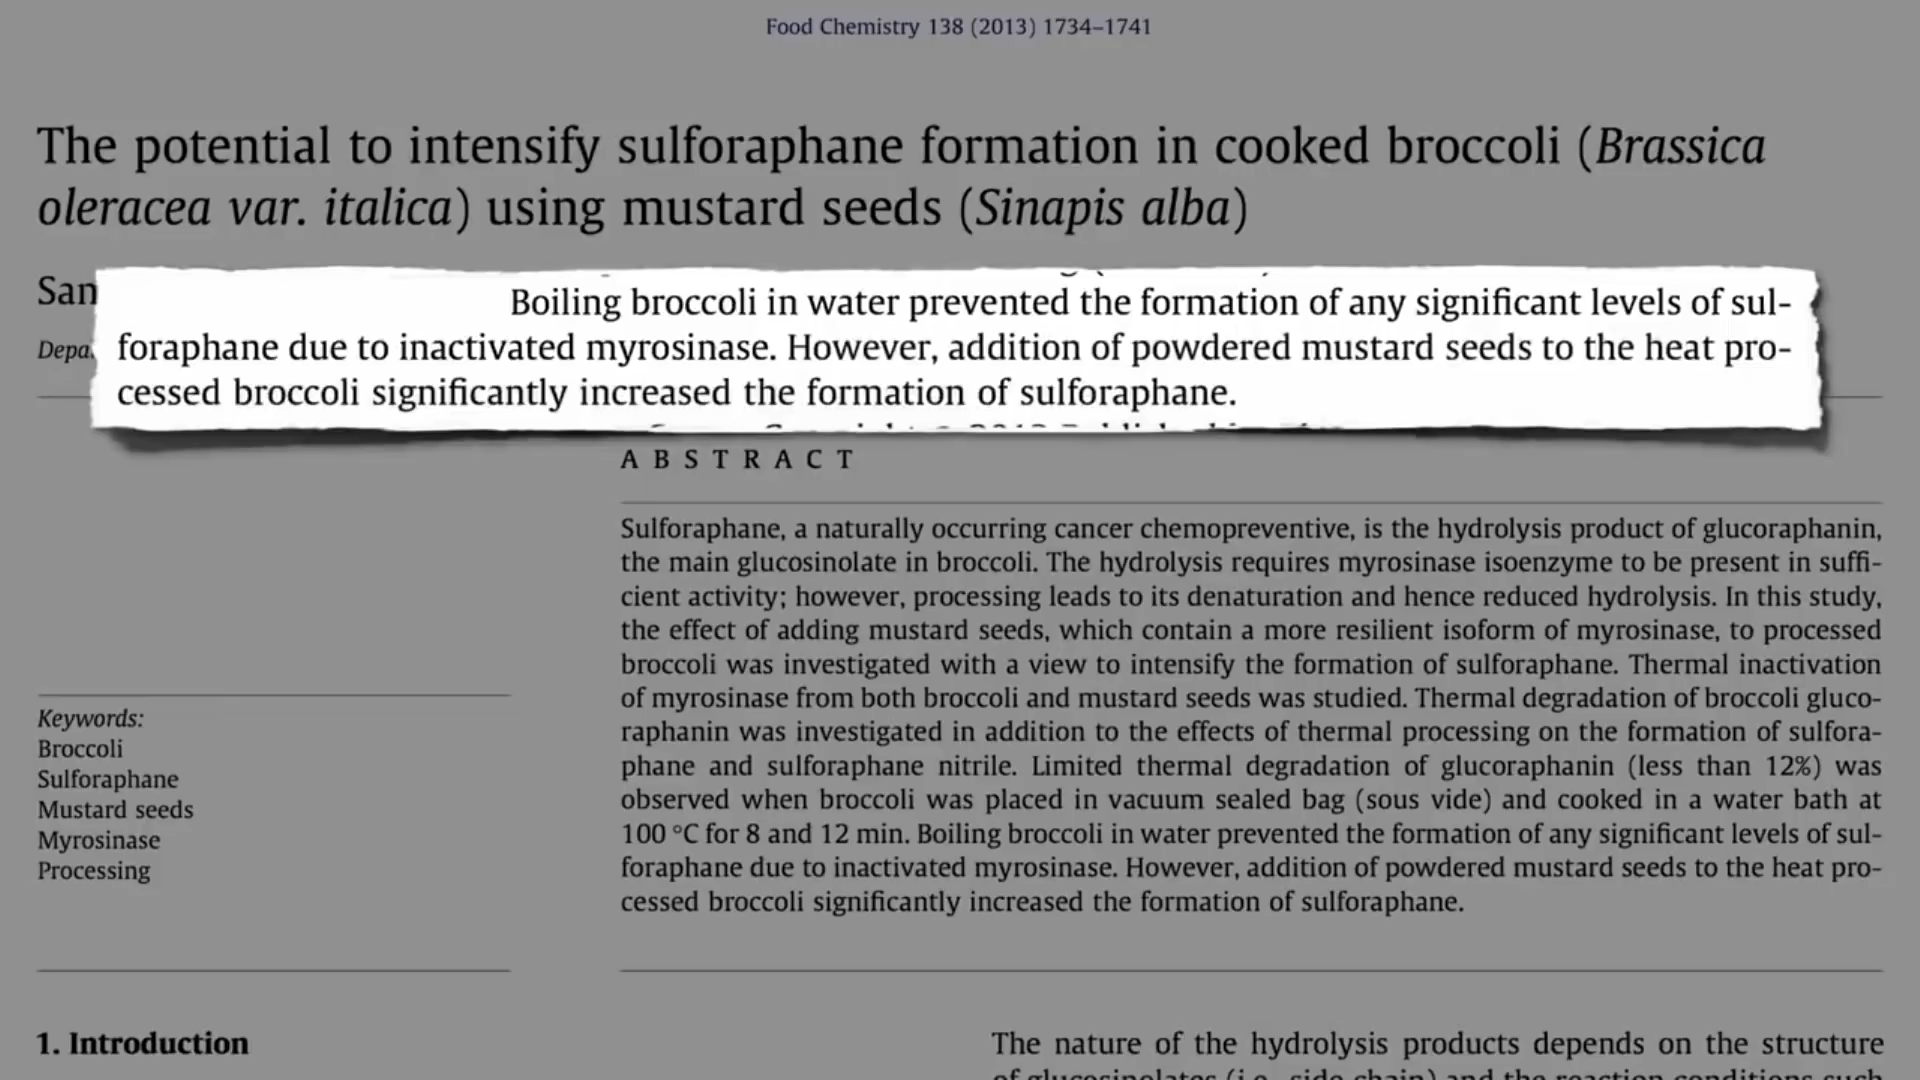 Food Chemistry 138 (2013) 1734–1741
The potential to intensify sulforaphane formation in cooked broccoli (Brassica
oleracea var. italica) using mustard seeds (Sinapis alba)
Boiling broccoli in water prevented the formation of any significant levels of sul-
foraphane due to inactivated myrosinase. However, addition of powdered mustard seeds to the heat pro-
cessed broccoli significantly increased the formation of sulforaphane.
ABSTRACT
Sulforaphane, a naturally occurring cancer chemopreventive, is the hydrolysis product of glucoraphanin,
the main glucosinolate in broccoli. The hydrolysis requires myrosinase isoenzyme to be present in suffi-
cient activity; however, processing leads to its denaturation and hence reduced hydrolysis. In this study,
the effect of adding mustard seeds, which contain a more resilient isoform of myrosinase, to processed
broccoli was investigated with a view to intensify the formation of sulforaphane. Thermal inactivation
of myrosinase from both broccoli and mustard seeds was studied. Thermal degradation of broccoli gluco-
raphanin was investigated in addition to the effects of thermal processing on the formation of sulfora-
phane and sulforaphane nitrile. Limited thermal degradation of glucoraphanin (less than 12%) was
observed when broccoli was placed in vacuum sealed bag (sous vide) and cooked in a water bath at
100 °C for 8 and 12 min. Boiling broccoli in water prevented the formation of any significant levels of sul-
foraphane due to inactivated myrosinase. However, addition of powdered mustard seeds to the heat pro-
cessed broccoli significantly increased the formation of sulforaphane.
Keywords:
Broccoli
Sulforaphane
Mustard seeds
Myrosinase
Processing
1. Introduction
The nature of the hydrolysis products depends on the structure
of glucosinolates (i.e., side chain) and the reaction conditions such